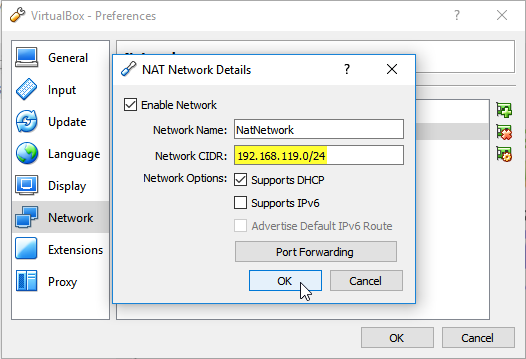 VirtualBox - Preferences
General
Input
Update
Language
Display
Network
Extensions
Proxy
NAT Network Details
?
Enable Network
Network Name: NatNetwork
Network CIDR: 192.168.119.0/24
Network Options: Supports DHCP
Supports IPv6
Advertise Default IPv6 Route
Port Forwarding
OK Cancel
OK Cancel